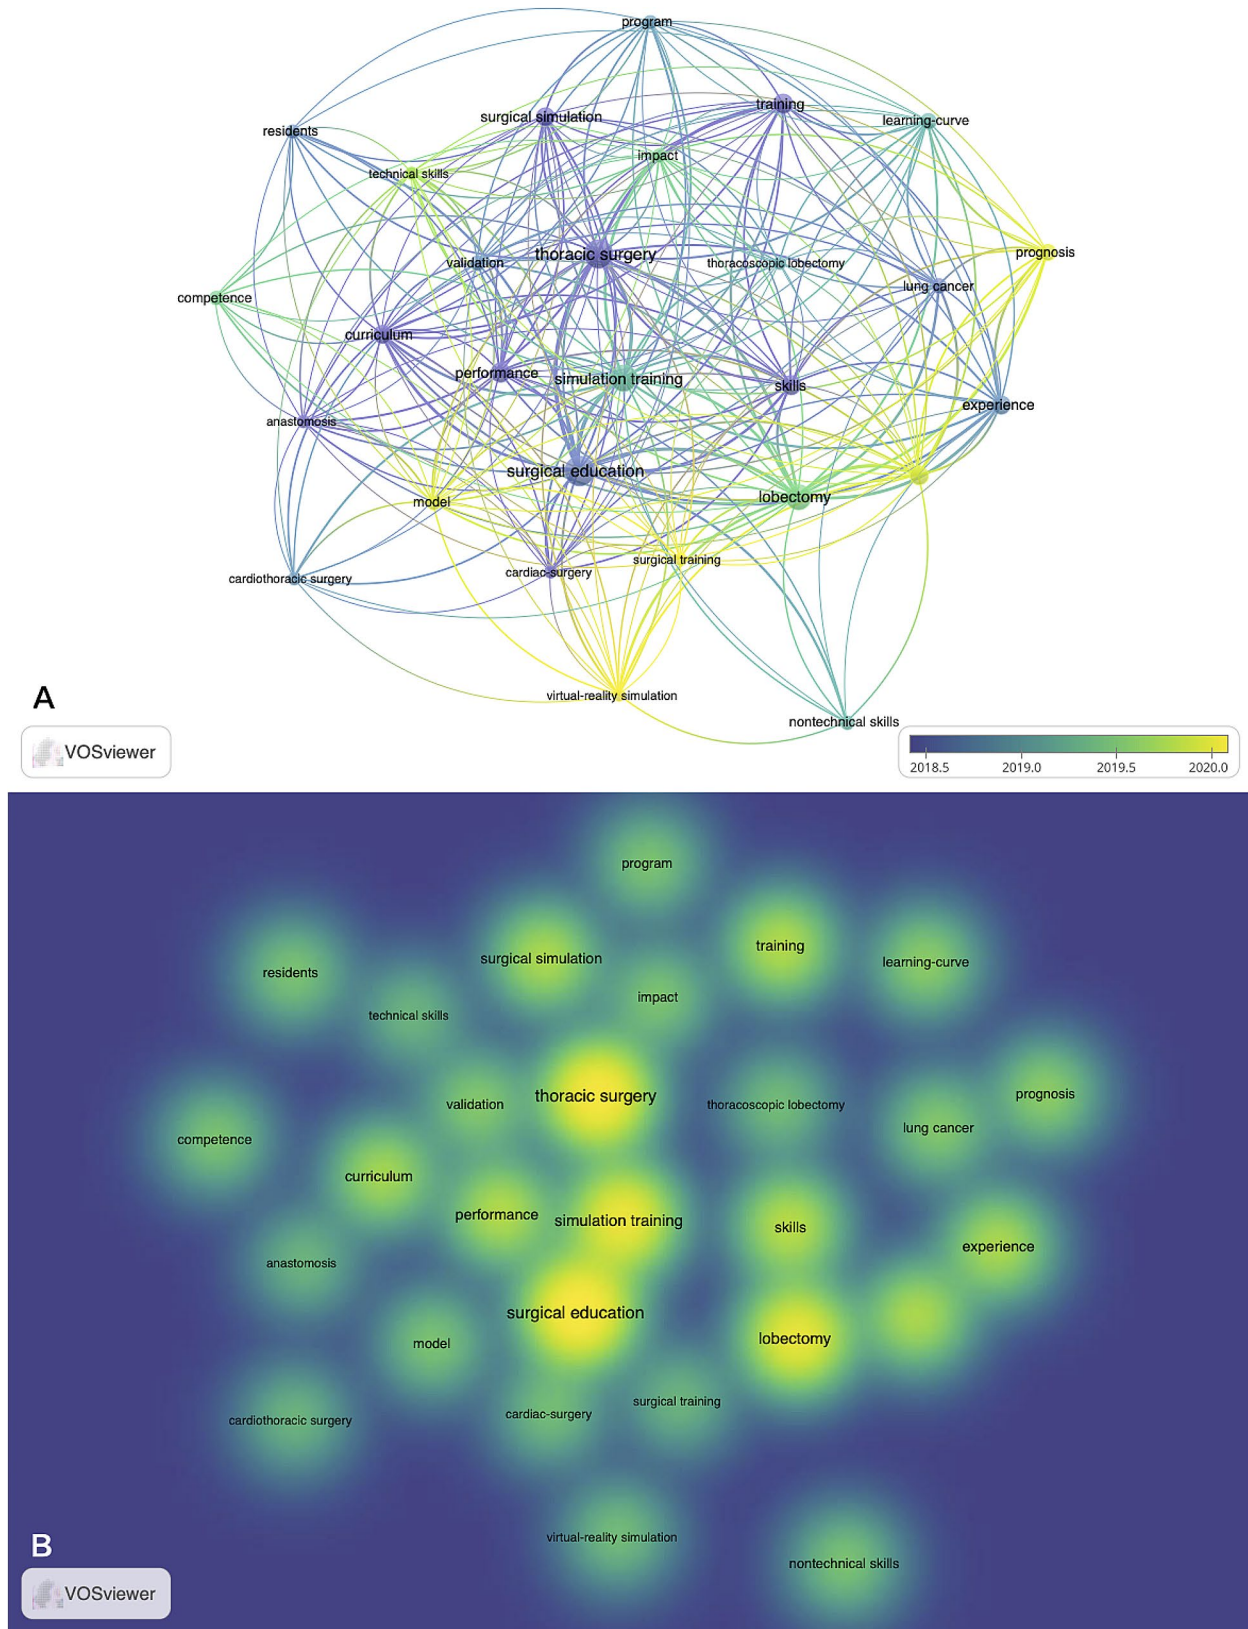 program
surgical simulation
training
learning-curve
residents
impact
technical skills
thoracic surgery
validation
thoracoscopic lobectomy
prognosis
lung cancer
competence
curriculum
performance
simulation training
skills
experience
anastomosis
surgical education
model
lobectomy
surgical training
cardiac-surgery
cardiothoracic surgery
virtual-reality simulation
nontechnical skills
A
VOSviewer
2018.5 2019.0 2019.5 2020.0
program
training
surgical simulation
learning-curve
residents
impact
technical skills
thoracic surgery
validation
thoracoscopic lobectomy
prognosis
lung cancer
competence
curriculum
performance
simulation training
skills
experience
anastomosis
surgical education
model
lobectomy
surgical training
cardiac-surgery
cardiothoracic surgery
virtual-reality simulation
nontechnical skills
B
VOSviewer